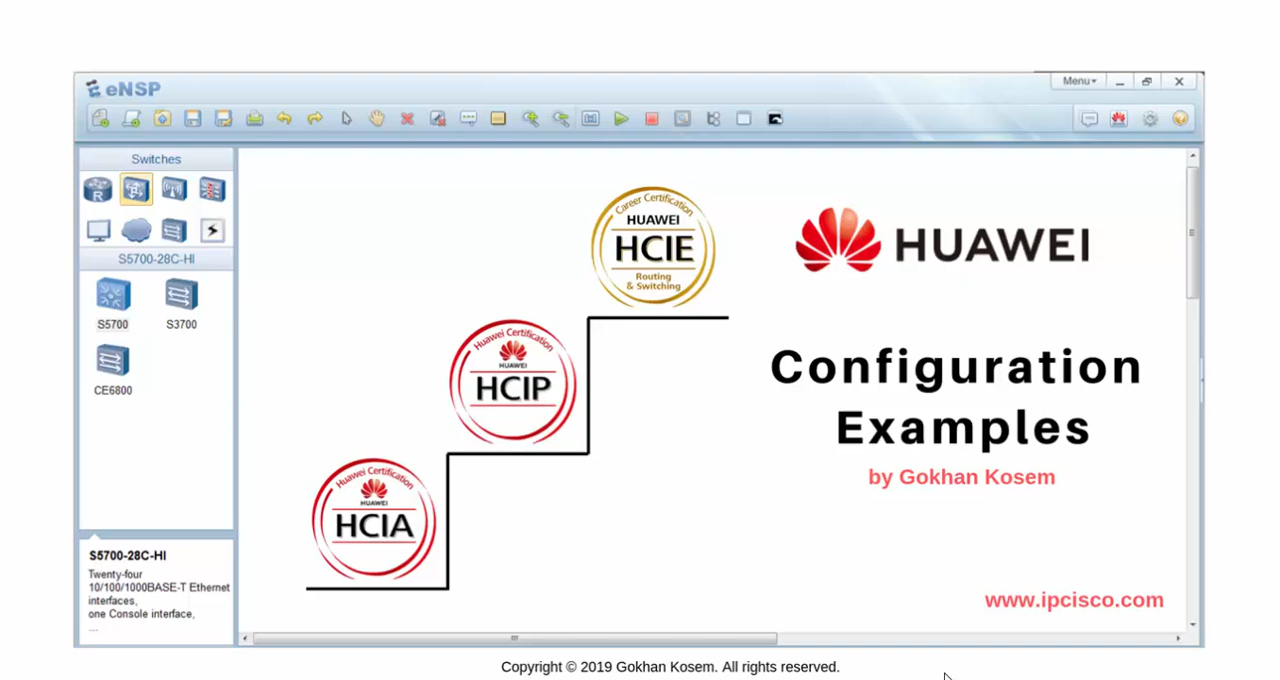 eNSP
Menu
Switches
S5700-28C-HI
S5700
S3700
CE6800
S5700-28C-HI
Twenty-four
10/100/1000BASE-T Ethernet
interfaces,
one Console interface,
...
Career Certification
HUAWEI
HCIE
Routing
& Switching
Huawei Certification
HUAWEI
HCIP
Huawei Certification
HUAWEI
HCIA
HUAWEI
Configuration
Examples
by Gokhan Kosem
www.ipcisco.com
Copyright © 2019 Gokhan Kosem. All rights reserved.